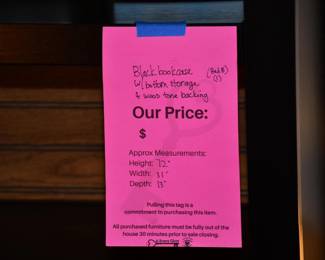 Black bookcase
w/ bottom storage
& wood tone backing
(1)
Our Price:
$
Approx Measurements:
Height: 72"
Width: 31"
Depth: 13"
Pulling this tag is a
commitment to purchasing this item.
All purchased furniture must be fully out of the
house 30 minutes prior to sale closing.